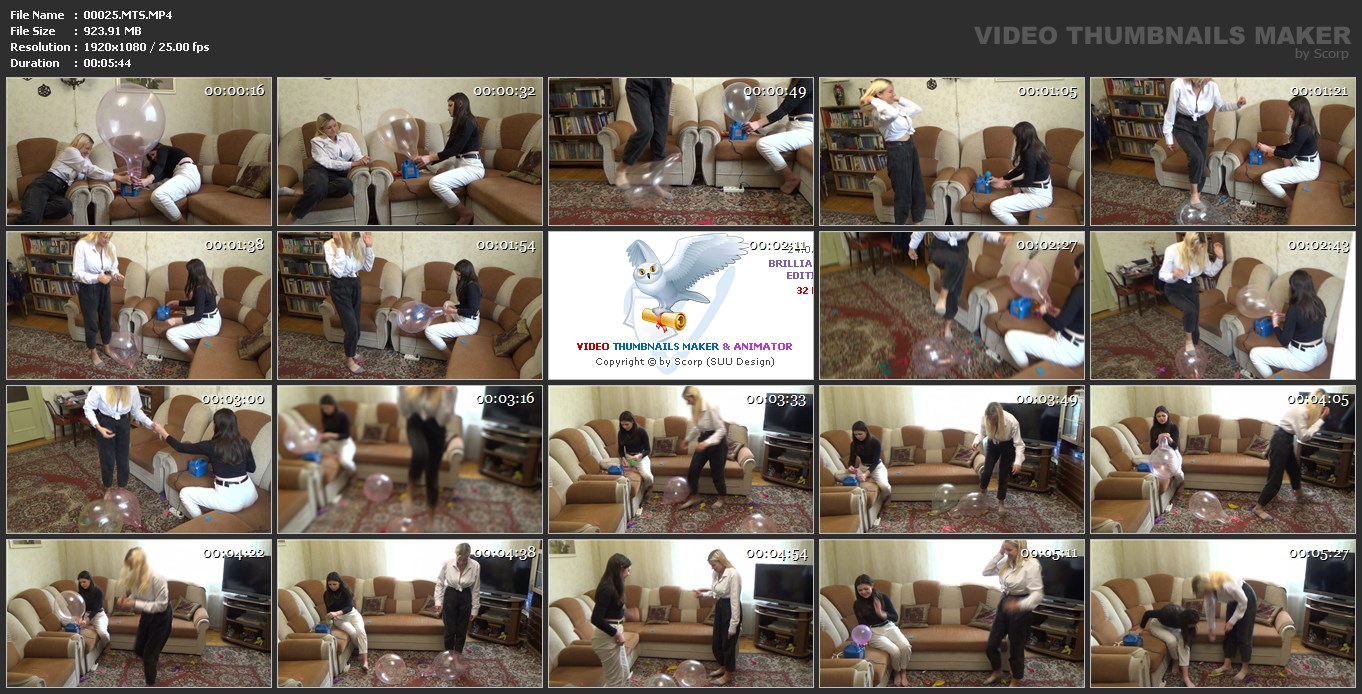 File Name : 00025.MTS.MP4
File Size : 923.91 MB
Resolution : 1920x1080 / 25.00 fps
Duration : 00:05:44
VIDEO THUMBNAILS MAKER
by Scorp
00:00:16
00:00:32
00:00:49
00:01:05
00:01:21
00:01:38
00:01:54
00:02:11
BRILLIA
EDITI
32
VIDEO THUMBNAILS MAKER & ANIMATOR
Copyright © by Scorp (SUU Design)
00:02:27
00:02:43
00:03:00
00:03:16
00:03:33
00:03:49
00:04:05
00:04:22
00:04:38
00:04:54
00:05:11
00:05:27